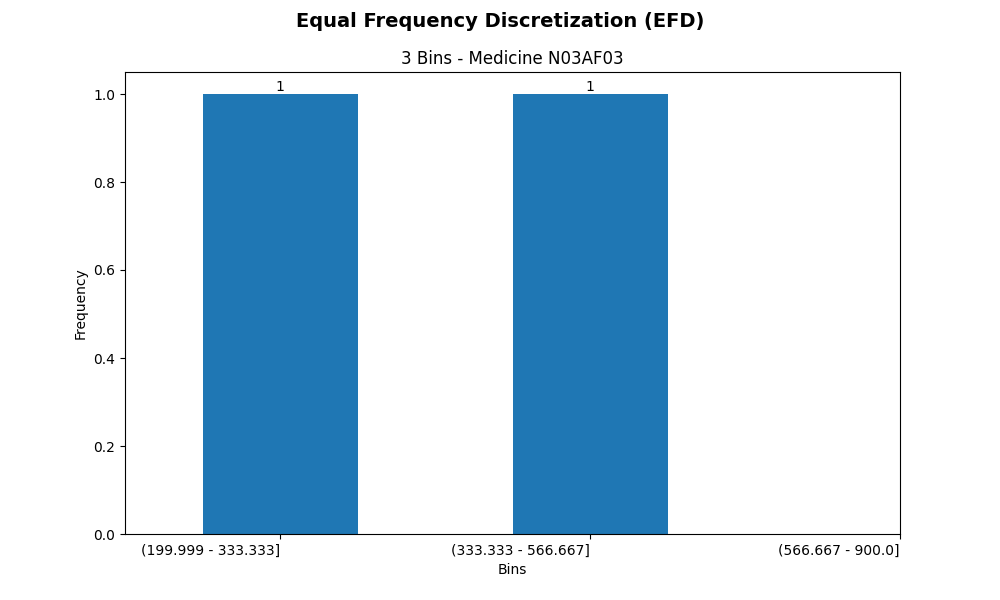 Equal Frequency Discretization (EFD)
3 Bins - Medicine N03AF03
1 1
1.0
0.8
0.6
0.4
0.2
0.0
Frequency
(199.999 - 333.333] (333.333 - 566.667] (566.667 - 900.0]
Bins